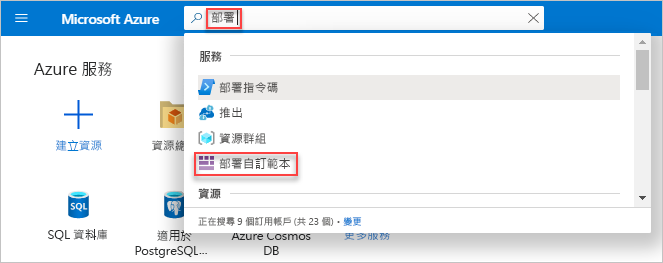 Microsoft Azure
部署
Azure 服務
服務
部署指令碼
推出
資源群組
部署自訂範本
資源
正在搜尋 9 個訂用帳戶 (共 23 個)。變更
建立資源
資源總
SQL
SQL 資料庫
適用於
PostgreSQL...
Azure Cosmos
DB
更多服務